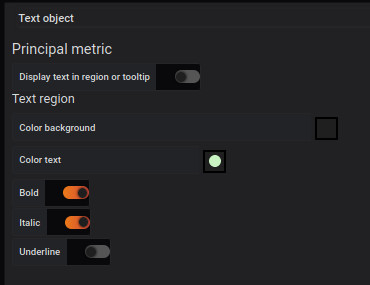 Text object
Principal metric
Display text in region or tooltip
Text region
Color background
Color text
Bold
Italic
Underline